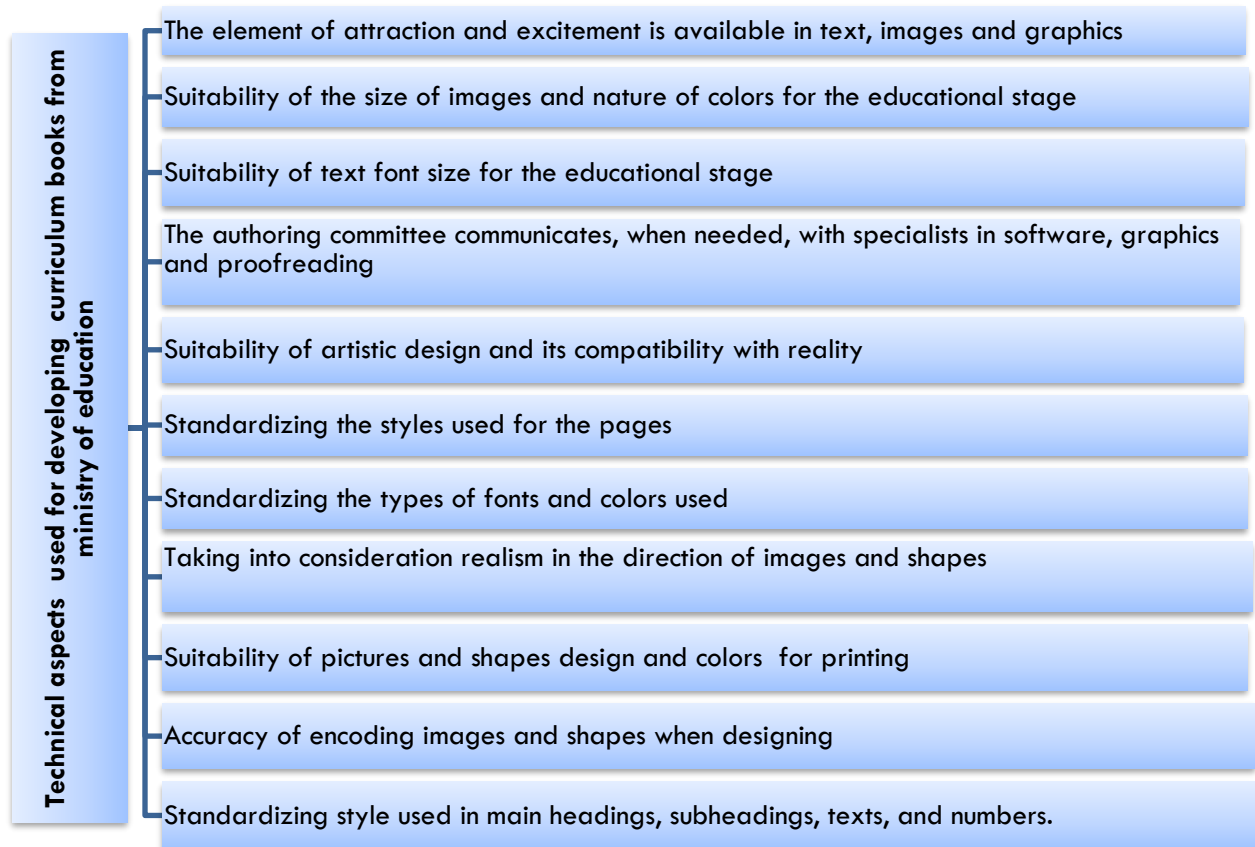 Technical aspects used for developing curriculum books from
ministry of education
The element of attraction and excitement is available in text, images and graphics
Suitability of the size of images and nature of colors for the educational stage
Suitability of text font size for the educational stage
The authoring committee communicates, when needed, with specialists in software, graphics
and proofreading
Suitability of artistic design and its compatibility with reality
Standardizing the styles used for the pages
Standardizing the types of fonts and colors used
Taking into consideration realism in the direction of images and shapes
Suitability of pictures and shapes design and colors for printing
Accuracy of encoding images and shapes when designing
Standardizing style used in main headings, subheadings, texts, and numbers.